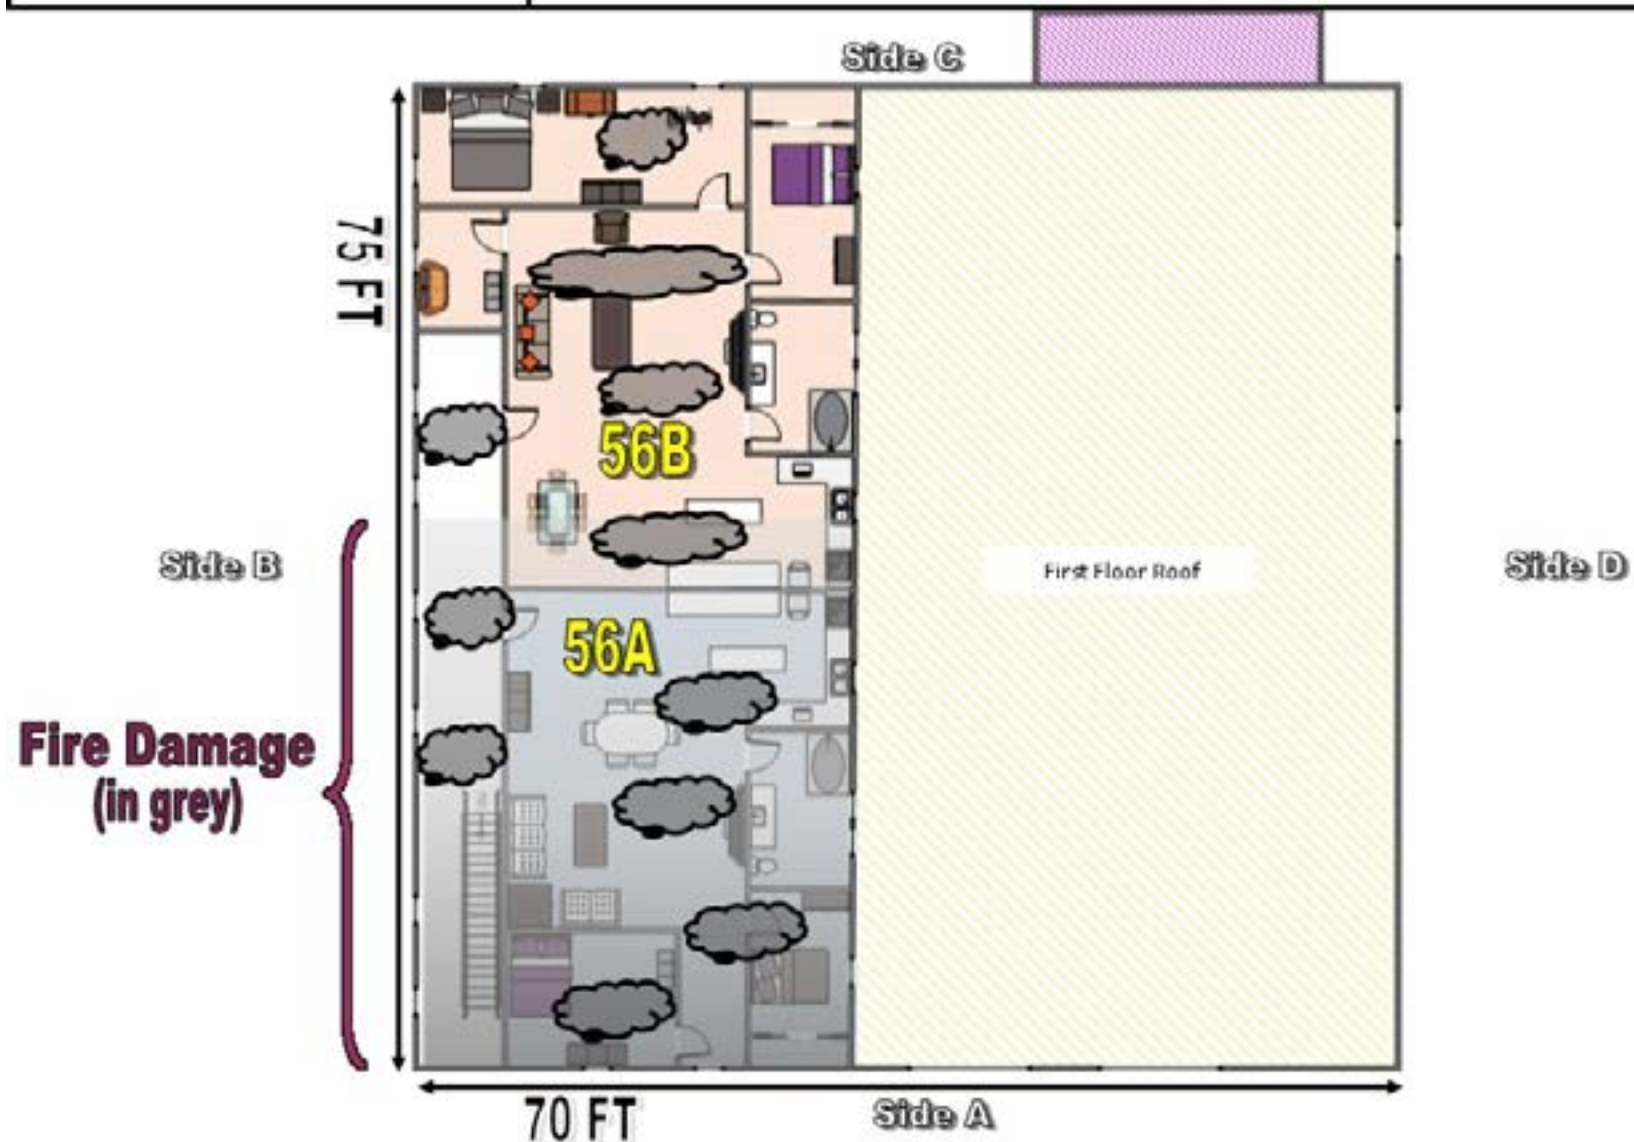 Side C
75 FT
56B
Side B
First Floor Roof
Side D
56A
Fire Damage
(in grey)
70 FT
Side A